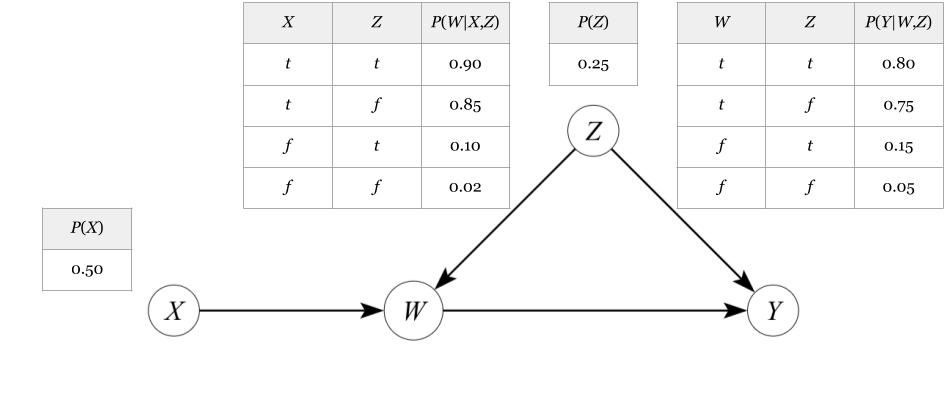 X Z P(W|X,Z)
t t 0.90
t f 0.85
f t 0.10
f f 0.02
P(Z)
0.25
W Z P(Y|W,Z)
t t 0.80
t f 0.75
f t 0.15
f f 0.05
Z
P(X)
0.50
X W Y